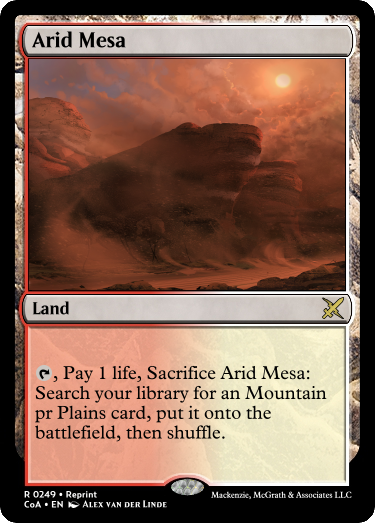 Arid Mesa
Land
, Pay 1 life, Sacrifice Arid Mesa:
Search your library for an Mountain
pr Plains card, put it onto the
battlefield, then shuffle.
R 0249 • Reprint
CoA • EN Alex van der Linde
Mackenzie, McGrath & Associates LLC